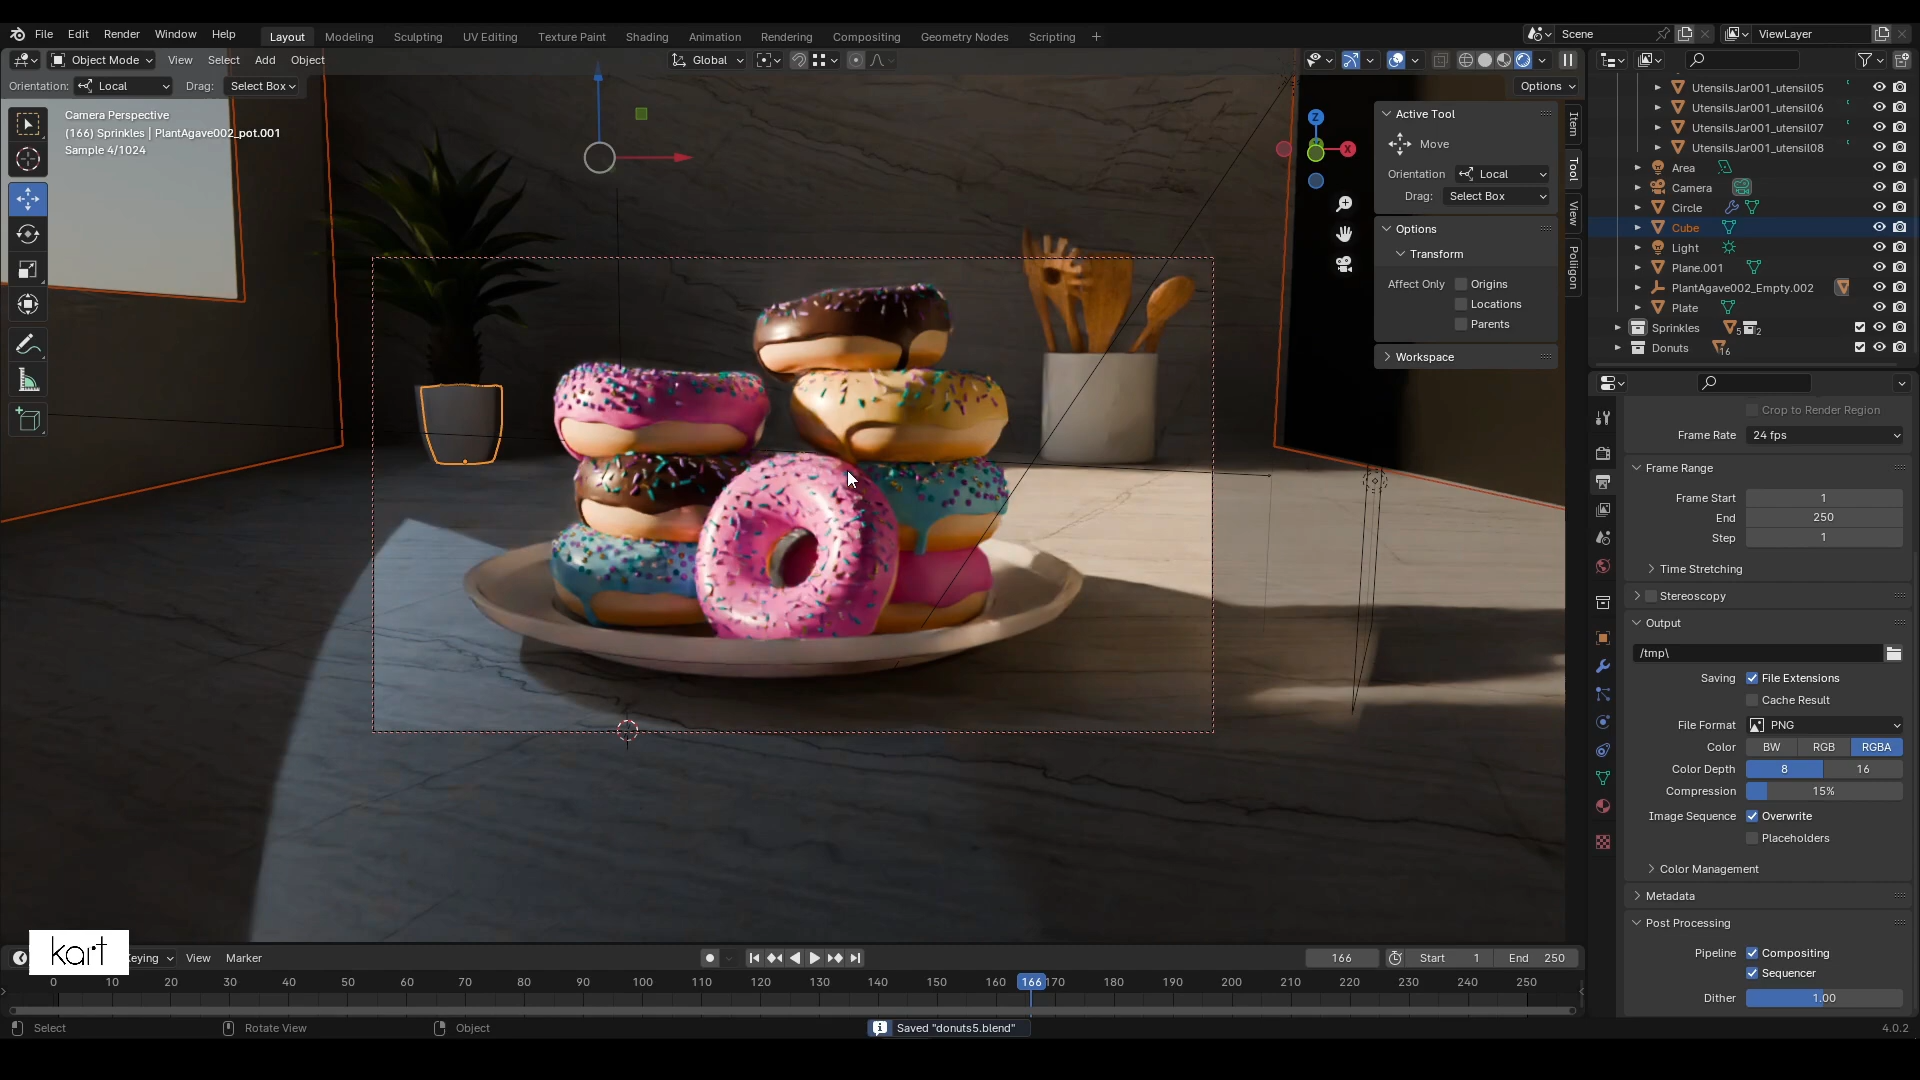 File Edit Render Window Help
Layout Modeling Sculpting UV Editing Texture Paint Shading Animation Rendering Compositing Geometry Nodes Scripting +
Scene
ViewLayer
Object Mode View Select Add Object
Global
Orientation: Local Drag: Select Box
Options
Camera Perspective
(166) Sprinkles | PlantAgave002_pot.001
Sample 4/1024
Z
X
Active Tool
Move
Orientation Local
Drag: Select Box
Options
Transform
Affect Only Origins
Locations
Parents
Workspace
Item
Tool
View
Poliigon
UtensilsJar001_utensil05
UtensilsJar001_utensil06
UtensilsJar001_utensil07
UtensilsJar001_utensil08
Area
Camera
Circle
Cube
Light
Plane.001
PlantAgave002_Empty.002
Plate
Sprinkles 5 2
Donuts 16
Crop to Render Region
Frame Rate 24 fps
Frame Range
Frame Start 1
End 250
Step 1
Time Stretching
Stereoscopy
Output
/tmp\
Saving File Extensions
Cache Result
File Format PNG
Color BW RGB RGBA
Color Depth 8 16
Compression 15%
Image Sequence Overwrite
Placeholders
Color Management
Metadata
Post Processing
Pipeline Compositing
Sequencer
Dither 1.00
kart
Keying View Marker
166 Start 1 End 250
0 10 20 30 40 50 60 70 80 90 100 110 120 130 140 150 160 166 170 180 190 200 210 220 230 240 250
Select Rotate View Object
Saved "donuts5.blend"
4.0.2